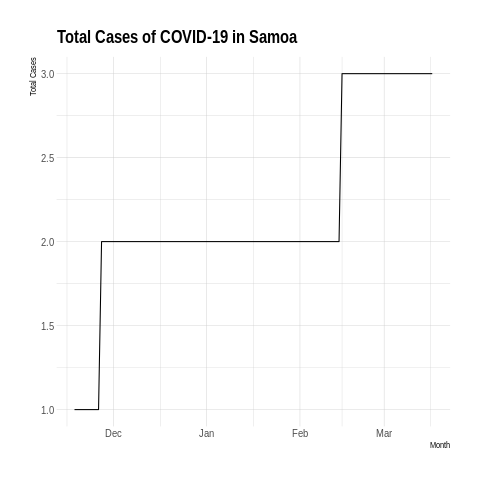 Total Cases of COVID-19 in Samoa
Total Cases
3.0
2.5
2.0
1.5
1.0
Dec Jan Feb Mar
Month